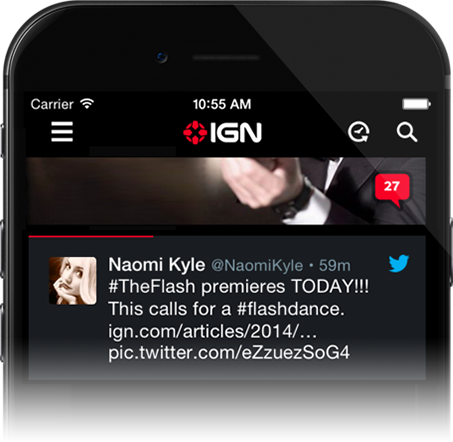 Carrier 10:55 AM
IGN
27
Naomi Kyle @NaomiKyle • 59m
#TheFlash premieres TODAY!!!
This calls for a #flashdance.
ign.com/articles/2014/…
pic.twitter.com/eZzuezSoG4